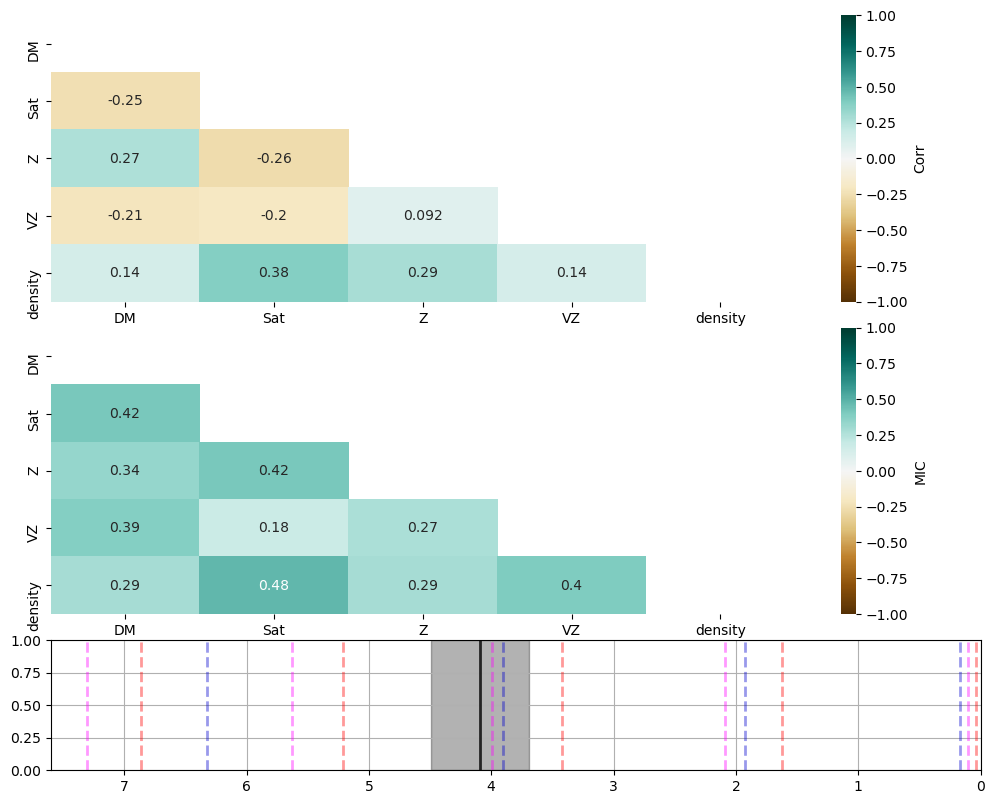 DM
Sat
Z
VZ
density
-0.25
0.27 -0.26
-0.21 -0.2 0.092
0.14 0.38 0.29 0.14
DM Sat Z VZ density
1.00
0.75
0.50
0.25
0.00
−0.25
−0.50
−0.75
−1.00
Corr
DM
Sat
Z
VZ
density
0.42
0.34 0.42
0.39 0.18 0.27
0.29 0.48 0.29 0.4
DM Sat Z VZ density
1.00
0.75
0.50
0.25
0.00
−0.25
−0.50
−0.75
−1.00
MIC
1.00
0.75
0.50
0.25
0.00
7 6 5 4 3 2 1 0